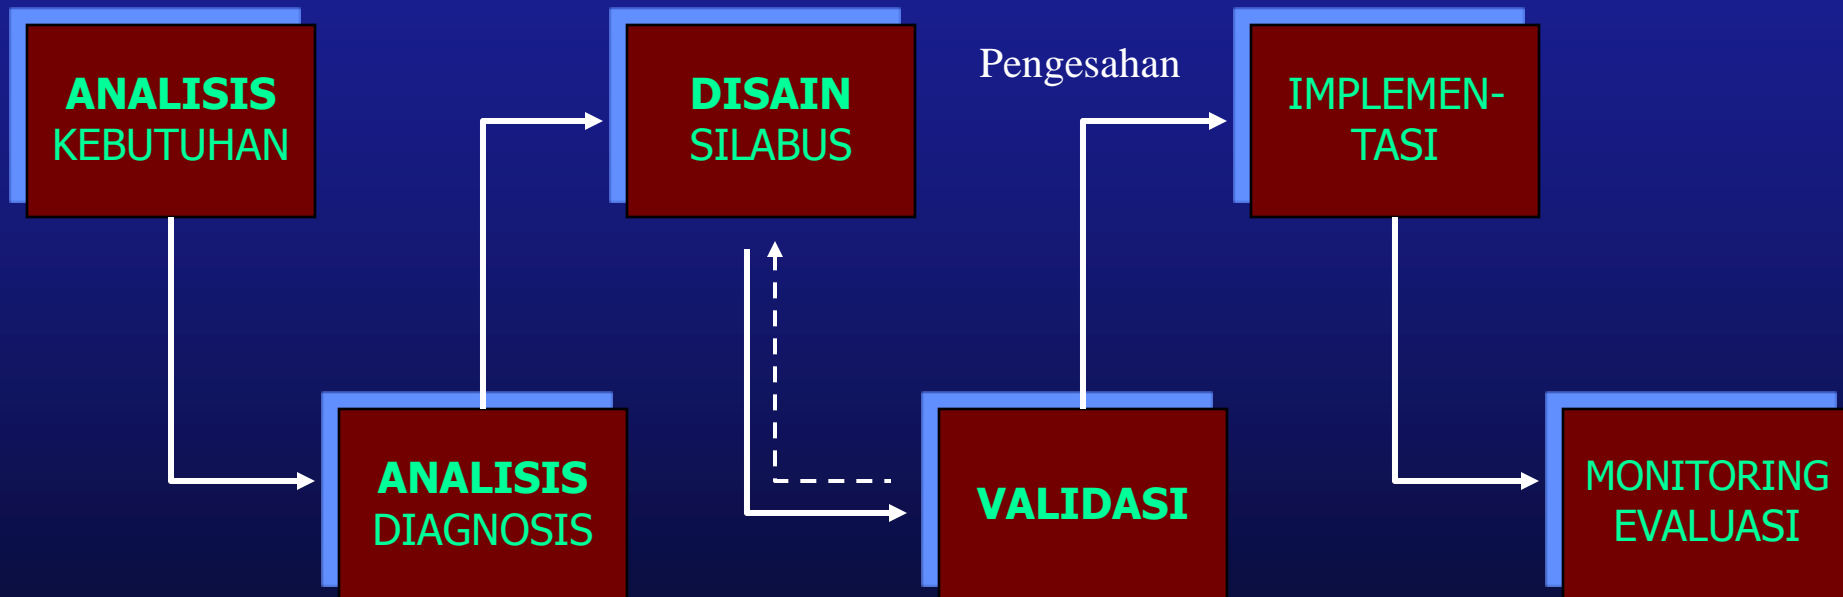 ANALISIS
KEBUTUHAN
DISAIN
SILABUS
Pengesahan
IMPLEMEN-
TASI
ANALISIS
DIAGNOSIS
VALIDASI
MONITORING
EVALUASI